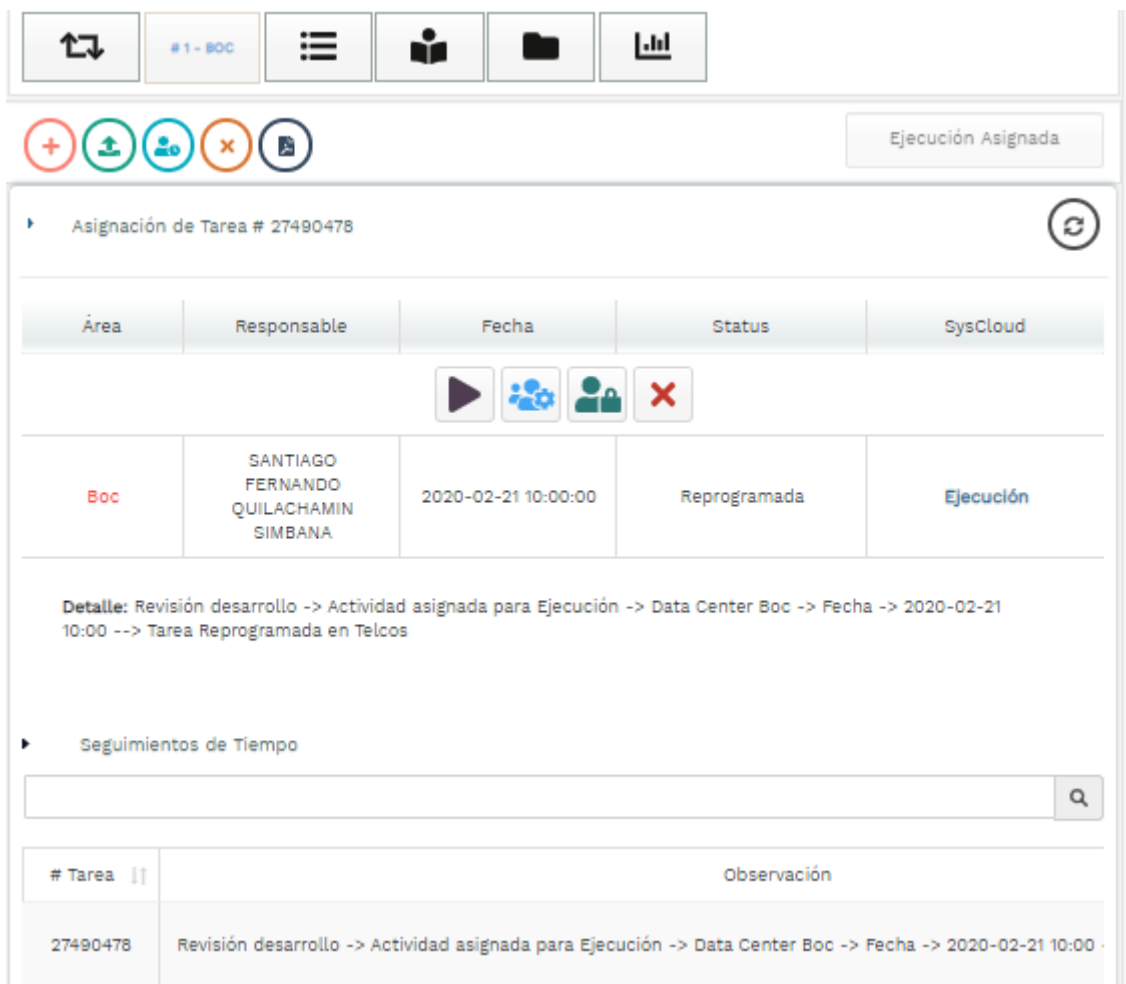 # 1 - BOC
Ejecución Asignada
Asignación de Tarea # 27490478
Área Responsable Fecha Status SysCloud
SANTIAGO
FERNANDO
QUILACHAMIN
SIMBANA
Boc 2020-02-21 10:00:00 Reprogramada Ejecución
Detalle: Revisión desarrollo -> Actividad asignada para Ejecución -> Data Center Boc -> Fecha -> 2020-02-21
10:00 --> Tarea Reprogramada en Telcos
Seguimientos de Tiempo
# Tarea Observación
27490478 Revisión desarrollo -> Actividad asignada para Ejecución -> Data Center Boc -> Fecha -> 2020-02-21 10:00 -